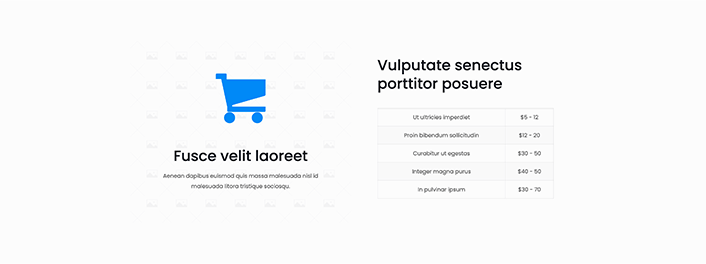 Fusce velit laoreet
Aenean dapibus euismod quis massa malesuada nisl id
malesuada litora tristique sociosqu.
Vulputate senectus
porttitor posuere
Ut ultricies imperdiet $5 - 12
Proin bibendum sollicitudin $12 - 20
Curabitur ut egestas $30 - 50
Integer magna purus $40 - 50
In pulvinar ipsum $30 - 70